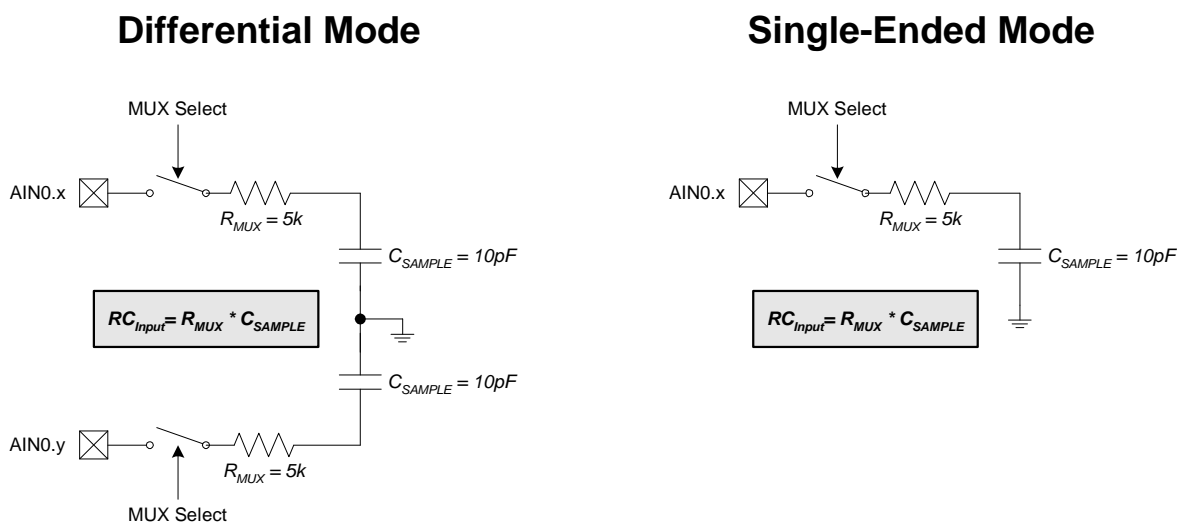 Differential Mode
MUX Select
AIN0.x
R_MUX = 5k
C_SAMPLE = 10pF
RC_Input= R_MUX * C_SAMPLE
C_SAMPLE = 10pF
AIN0.y
R_MUX = 5k
MUX Select
Single-Ended Mode
MUX Select
AIN0.x
R_MUX = 5k
C_SAMPLE = 10pF
RC_Input= R_MUX * C_SAMPLE